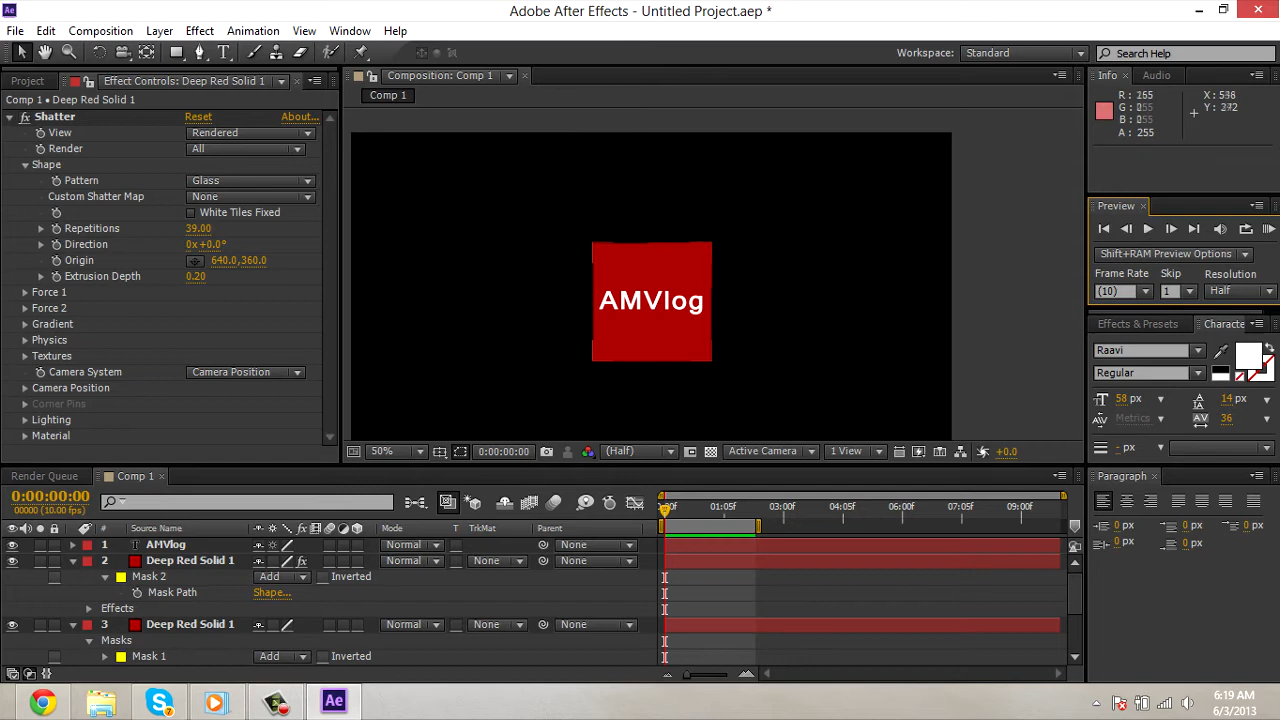 Adobe After Effects - Untitled Project.aep *
File Edit Composition Layer Effect Animation View Window Help
Workspace: Standard Search Help
Project Effect Controls: Deep Red Solid 1
Composition: Comp 1
Info Audio
Comp 1 • Deep Red Solid 1
Comp 1
fx Shatter Reset About...
View Rendered
Render All
Shape
Pattern Glass
Custom Shatter Map None
White Tiles Fixed
Repetitions 39.00
Direction 0x+0.0°
Origin 640.0,360.0
Extrusion Depth 0.20
Force 1
Force 2
Gradient
Physics
Textures
Camera System Camera Position
Camera Position
Corner Pins
Lighting
Material
AMVlog
50% 0:00:00:00 (Half) Active Camera 1 View +0.0
R: 255
G: 255
B: 255
A: 255
X: 536
Preview
Shift+RAM Preview Options
Frame Rate Skip Resolution
(10) 1 Half
Effects & Presets Characte
Raavi
Regular
58 px 14 px
Metrics 36
- px
Render Queue Comp 1
0:00:00:00
00000 (10.00 fps)
01:05f 03:00f 04:05f 06:00f 07:05f 09:00f
# Source Name Mode T TrkMat Parent
1 T AMVlog Normal None
2 Deep Red Solid 1 fx Normal None None
Mask 2 Add Inverted
Mask Path Shape...
Effects
3 Deep Red Solid 1 Normal None None
Masks
Mask 1 Add Inverted
Paragraph
0 px 0 px 0 px
0 px 0 px
Ae
6:19 AM
6/3/2013